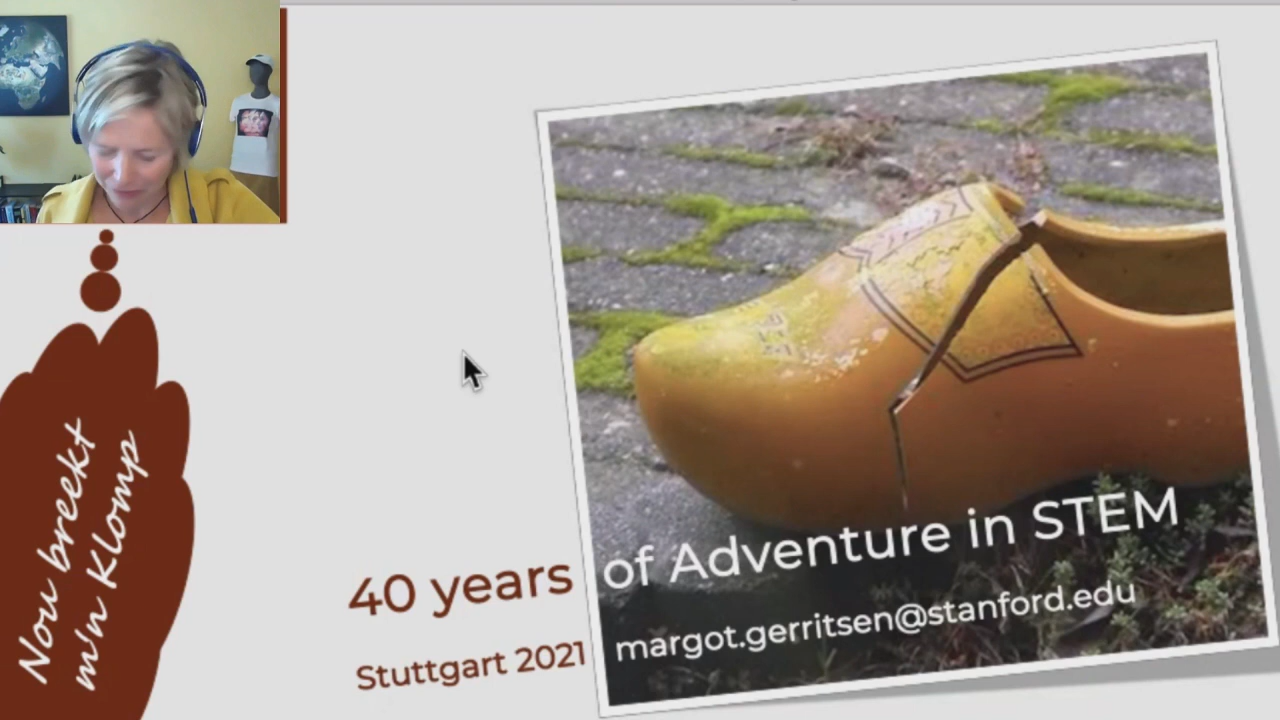 Nou breekt
m'n Klomp
40 years of Adventure in STEM
Stuttgart 2021 margot.gerritsen@stanford.edu